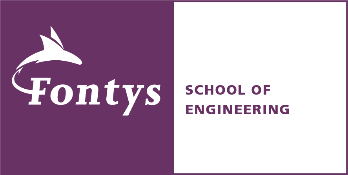 Fontys
SCHOOL OF
ENGINEERING